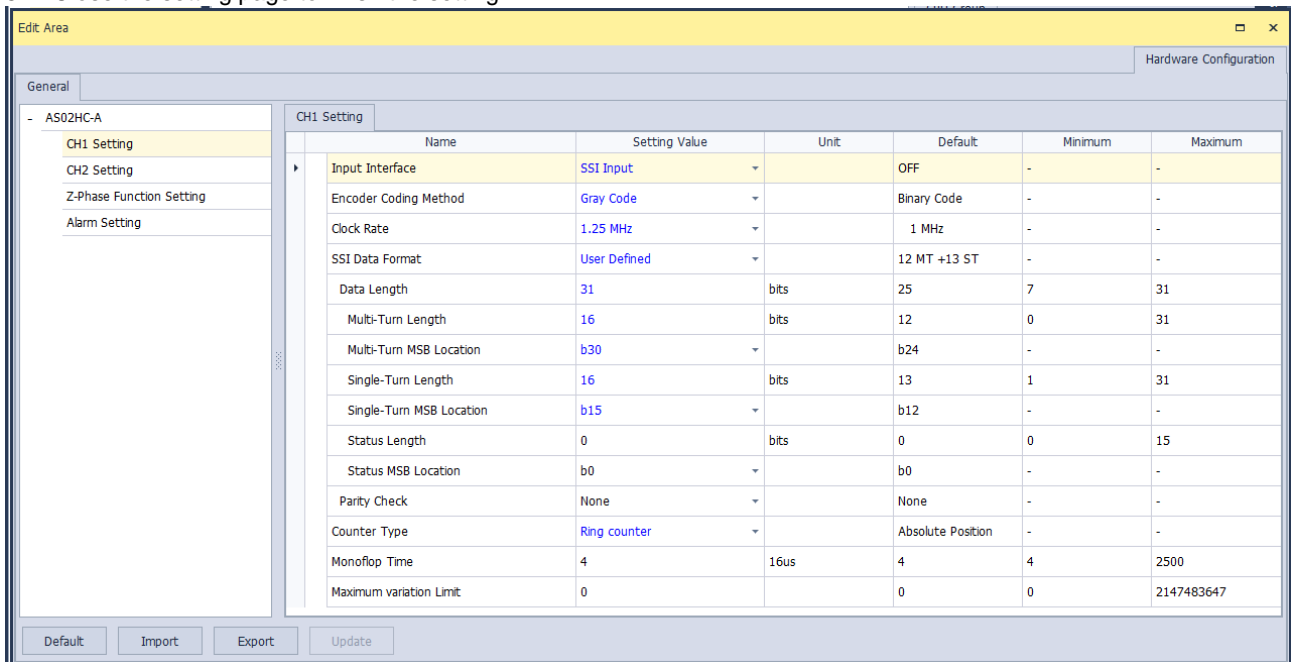 Edit Area
Hardware Configuration
General
- AS02HC-A
CH1 Setting
CH2 Setting
Z-Phase Function Setting
Alarm Setting
CH1 Setting
Name Setting Value Unit Default Minimum Maximum
Input Interface SSI Input OFF - -
Encoder Coding Method Gray Code Binary Code - -
Clock Rate 1.25 MHz 1 MHz - -
SSI Data Format User Defined 12 MT +13 ST - -
Data Length 31 bits 25 7 31
Multi-Turn Length 16 bits 12 0 31
Multi-Turn MSB Location b30 b24 - -
Single-Turn Length 16 bits 13 1 31
Single-Turn MSB Location b15 b12 - -
Status Length 0 bits 0 0 15
Status MSB Location b0 b0 - -
Parity Check None None - -
Counter Type Ring counter Absolute Position - -
Monoflop Time 4 16us 4 4 2500
Maximum variation Limit 0 0 0 2147483647
Default Import Export Update